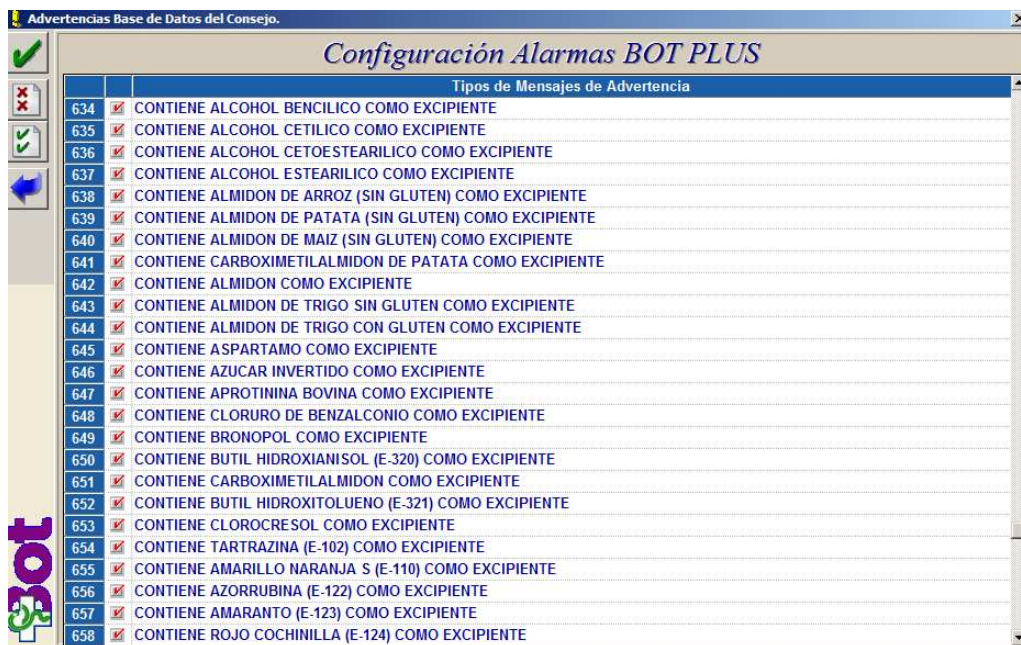 Advertencias Base de Datos del Consejo.
Configuración Alarmas BOT PLUS
Tipos de Mensajes de Advertencia
634 CONTIENE ALCOHOL BENCILICO COMO EXCIPIENTE
635 CONTIENE ALCOHOL CETILICO COMO EXCIPIENTE
636 CONTIENE ALCOHOL CETOESTEARILICO COMO EXCIPIENTE
637 CONTIENE ALCOHOL ESTEARILICO COMO EXCIPIENTE
638 CONTIENE ALMIDON DE ARROZ (SIN GLUTEN) COMO EXCIPIENTE
639 CONTIENE ALMIDON DE PATATA (SIN GLUTEN) COMO EXCIPIENTE
640 CONTIENE ALMIDON DE MAIZ (SIN GLUTEN) COMO EXCIPIENTE
641 CONTIENE CARBOXIMETILALMIDON DE PATATA COMO EXCIPIENTE
642 CONTIENE ALMIDON COMO EXCIPIENTE
643 CONTIENE ALMIDON DE TRIGO SIN GLUTEN COMO EXCIPIENTE
644 CONTIENE ALMIDON DE TRIGO CON GLUTEN COMO EXCIPIENTE
645 CONTIENE ASPARTAMO COMO EXCIPIENTE
646 CONTIENE AZUCAR INVERTIDO COMO EXCIPIENTE
647 CONTIENE APROTININA BOVINA COMO EXCIPIENTE
648 CONTIENE CLORURO DE BENZALCONIO COMO EXCIPIENTE
649 CONTIENE BRONOPOL COMO EXCIPIENTE
650 CONTIENE BUTIL HIDROXIANISOL (E-320) COMO EXCIPIENTE
651 CONTIENE CARBOXIMETILALMIDON COMO EXCIPIENTE
652 CONTIENE BUTIL HIDROXITOLUENO (E-321) COMO EXCIPIENTE
653 CONTIENE CLOROCRESOL COMO EXCIPIENTE
654 CONTIENE TARTRAZINA (E-102) COMO EXCIPIENTE
655 CONTIENE AMARILLO NARANJA S (E-110) COMO EXCIPIENTE
656 CONTIENE AZORRUBINA (E-122) COMO EXCIPIENTE
657 CONTIENE AMARANTO (E-123) COMO EXCIPIENTE
658 CONTIENE ROJO COCHINILLA (E-124) COMO EXCIPIENTE
Bot